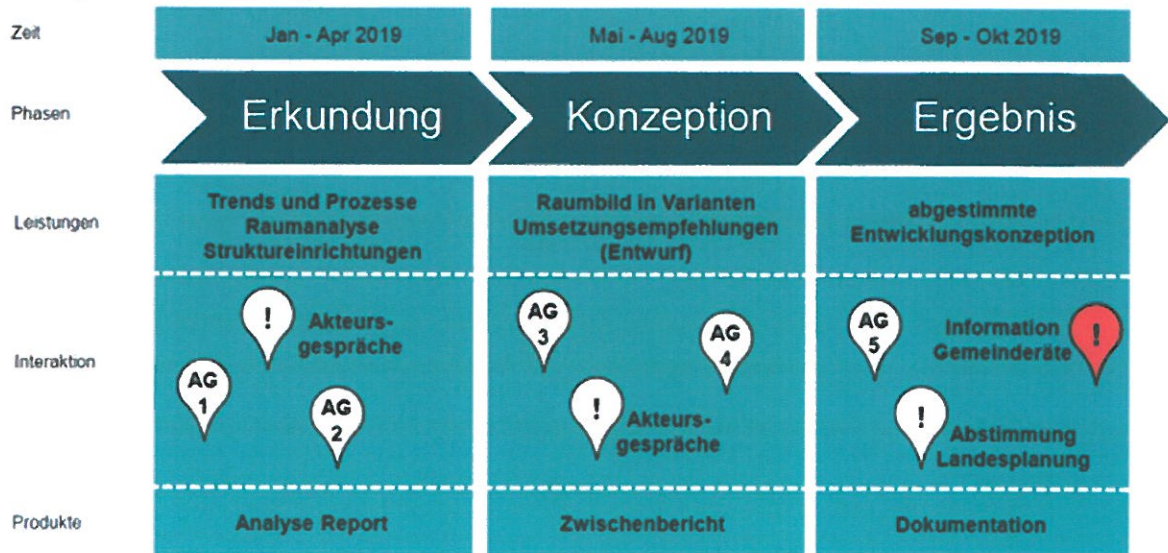 Zeit
Jan - Apr 2019
Mai - Aug 2019
Sep - Okt 2019
Phasen
Erkundung
Konzeption
Ergebnis
Leistungen
Trends und Prozesse
Raumanalyse
Struktureinrichtungen
Raumbild in Varianten
Umsetzungsempfehlungen
(Entwurf)
abgestimmte
Entwicklungskonzeption
Interaktion
AG
1
!
Akteurs-
gespräche
AG
2
AG
3
!
Akteurs-
gespräche
AG
4
AG
5
!
Abstimmung
Landesplanung
Information
Gemeinderäte
!
Produkte
Analyse Report
Zwischenbericht
Dokumentation